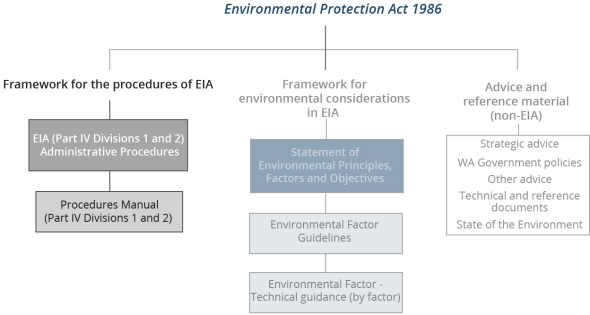 Environmental Protection Act 1986
Framework for the procedures of EIA
EIA (Part IV Divisions 1 and 2)
Administrative Procedures
Procedures Manual
(Part IV Divisions 1 and 2)
Framework for
environmental considerations
in EIA
Statement of
Environmental Principles,
Factors and Objectives
Environmental Factor
Guidelines
Environmental Factor -
Technical guidance (by factor)
Advice and
reference material
(non-EIA)
Strategic advice
WA Government policies
Other advice
Technical and reference
documents
State of the Environment